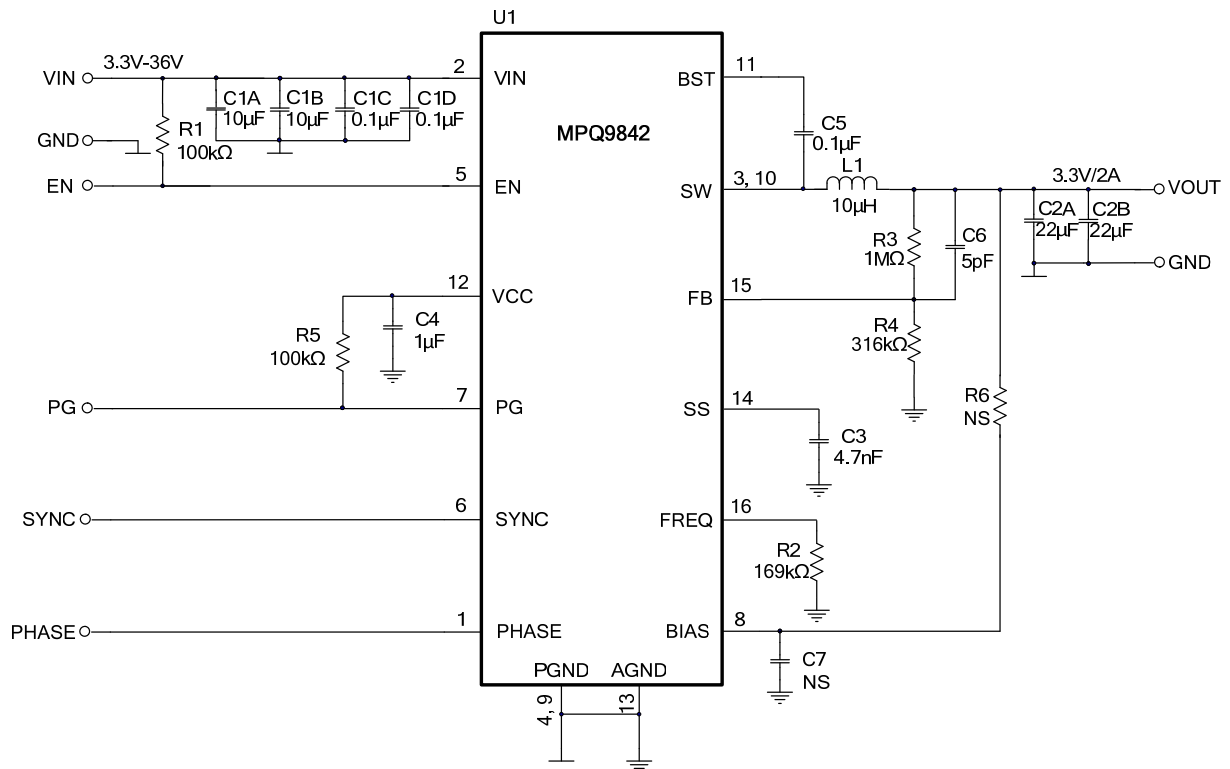 U1
MPQ9842
VIN
3.3V-36V
2
VIN
C1A
10µF
C1B
10µF
C1C
0.1µF
C1D
0.1µF
R1
100kΩ
GND
EN
5
EN
12
VCC
R5
100kΩ
C4
1µF
PG
7
PG
SYNC
6
SYNC
PHASE
1
PHASE
PGND
AGND
4, 9
13
BST
11
C5
0.1µF
SW
3, 10
L1
10µH
3.3V/2A
VOUT
C2A
22µF
C2B
22µF
GND
R3
1MΩ
C6
5pF
FB
15
R4
316kΩ
R6
NS
SS
14
C3
4.7nF
FREQ
16
R2
169kΩ
BIAS
8
C7
NS